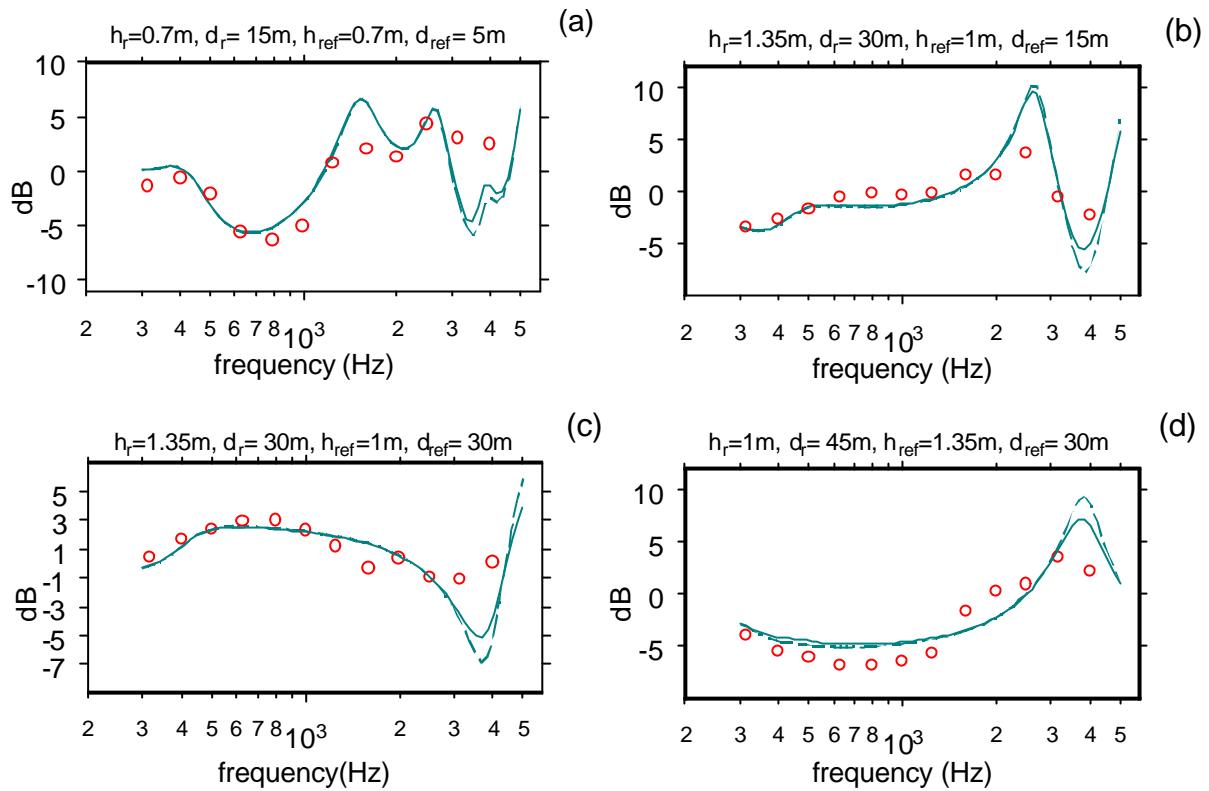 (a)
h_r=0.7m, d_r= 15m, h_ref=0.7m, d_ref= 5m
10
5
0
-5
-10
dB
2 3 4 5 6 7 8 10^3 2 3 4 5
frequency (Hz)
(b)
h_r=1.35m, d_r= 30m, h_ref=1m, d_ref= 15m
10
5
0
-5
dB
2 3 4 5 6 7 8 10^3 2 3 4 5
frequency (Hz)
(c)
h_r=1.35m, d_r= 30m, h_ref=1m, d_ref= 30m
5
3
1
-1
-3
-5
-7
dB
2 3 4 5 6 7 8 10^3 2 3 4 5
frequency(Hz)
(d)
h_r=1m, d_r= 45m, h_ref=1.35m, d_ref= 30m
10
5
0
-5
dB
2 3 4 5 6 7 8 10^3 2 3 4 5
frequency (Hz)